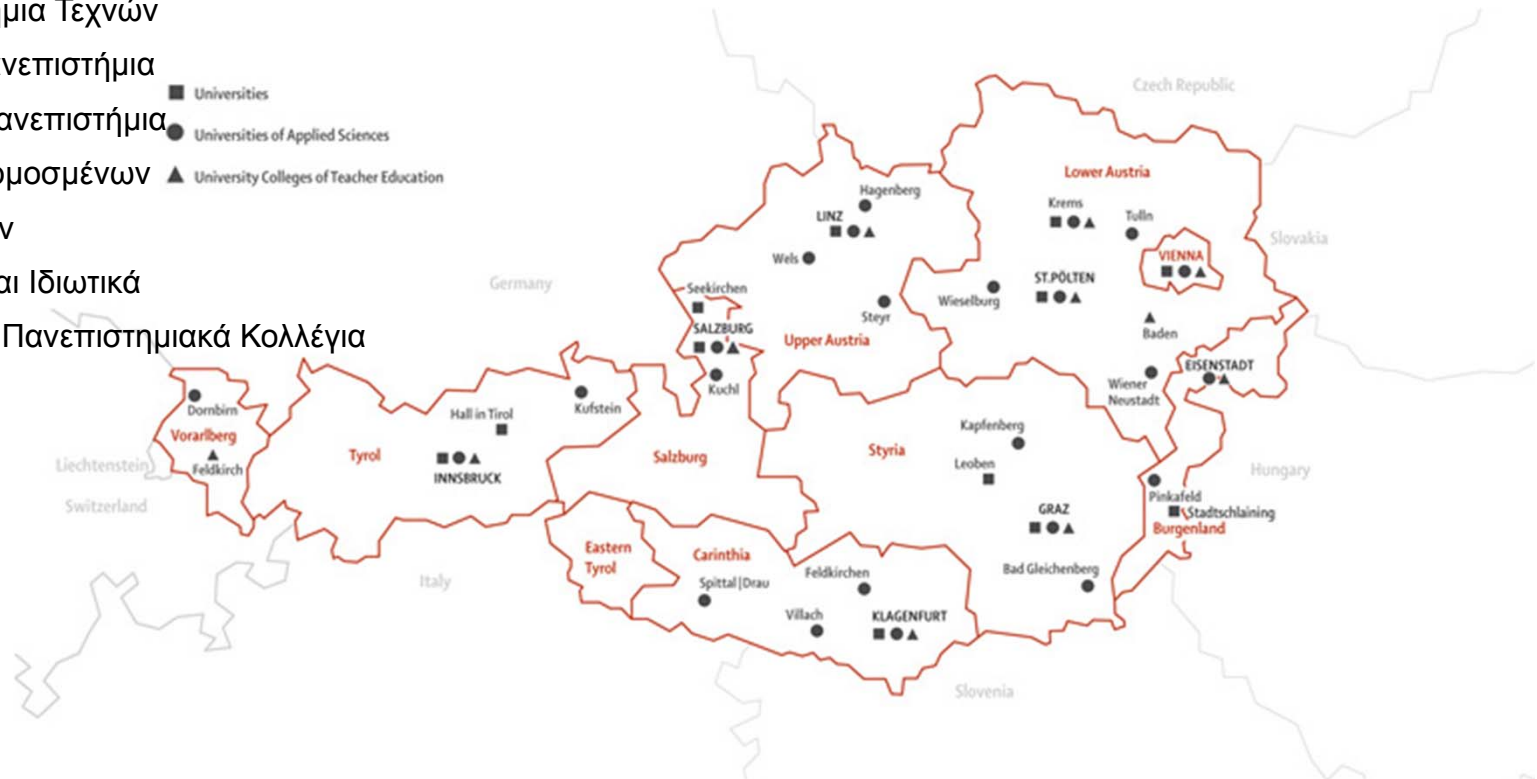 μια Τεχνών
νεπιστήμια
ανεπιστήμια
μοσμένων
ν
αι Ιδιωτικά
Πανεπιστημιακά Κολλέγια
Universities
Universities of Applied Sciences
University Colleges of Teacher Education
Czech Republic
Lower Austria
Hagenberg
Krems
LINZ
Tulln
Slovakia
Wels
VIENNA
Germany
ST.PÖLTEN
Seekirchen
Wieselburg
Steyr
SALZBURG
Baden
Upper Austria
EISENSTADT
Kuchl
Wiener
Neustadt
Dornbirn
Kufstein
Hall in Tirol
Kapfenberg
Vorarlberg
Tyrol
Salzburg
Styria
Liechtenstein
Feldkirch
Leoben
Hungary
INNSBRUCK
Pinkafeld
Switzerland
GRAZ
Stadtschlaining
Burgenland
Eastern
Tyrol
Carinthia
Feldkirchen
Bad Gleichenberg
Italy
Spittal|Drau
Villach
KLAGENFURT
Slovenia